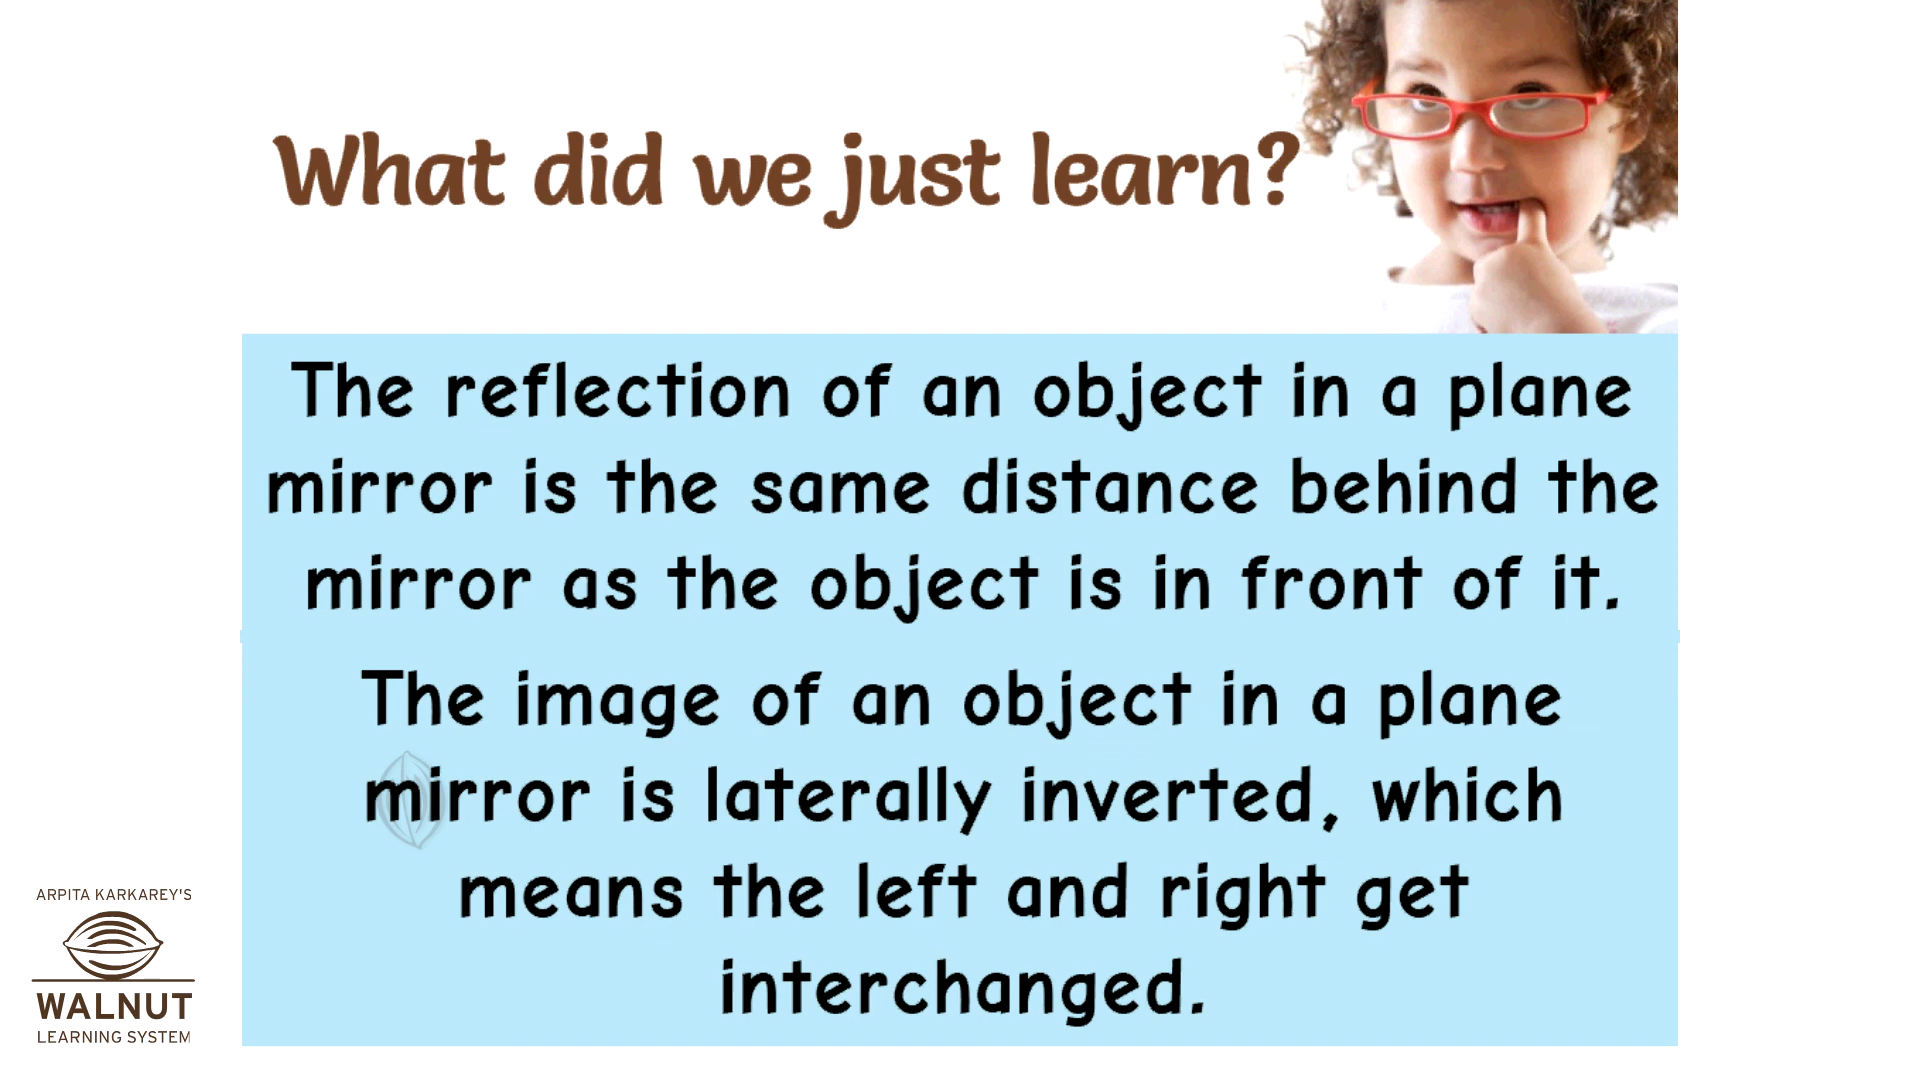 What did we just learn?
The reflection of an object in a plane
mirror is the same distance behind the
mirror as the object is in front of it.
The image of an object in a plane
mirror is laterally inverted, which
means the left and right get
interchanged.
ARPITA KARKAREY'S
WALNUT
LEARNING SYSTEM